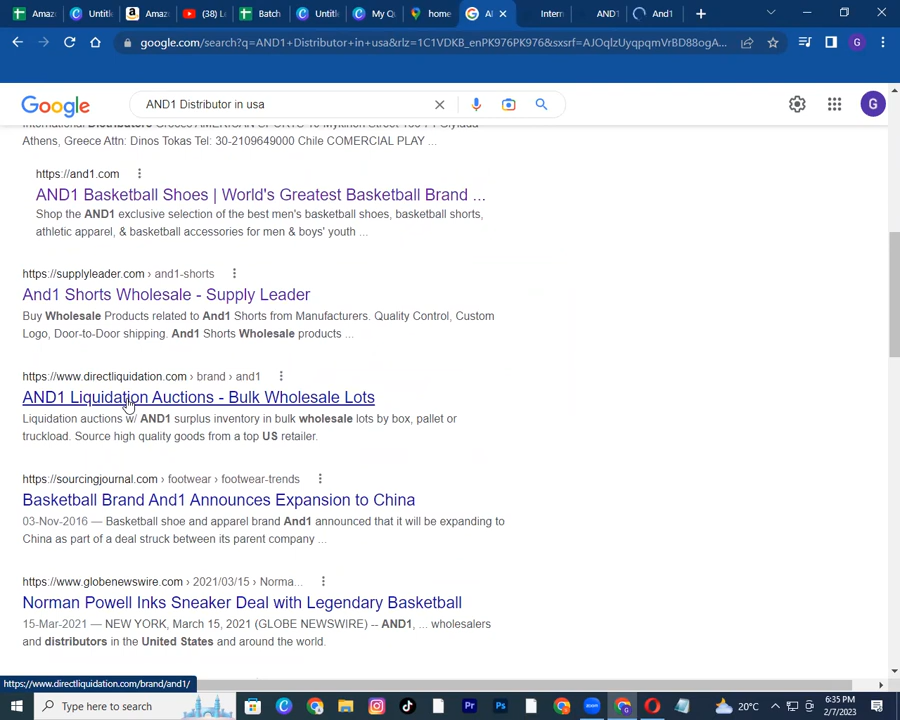 Amaz
Untitl
Amaz
(38) L
Batch
Untitl
My Q
home
Al
Intern
AND1
And1
google.com/search?q=AND1+Distributor+in+usa&rlz=1C1VDKB_enPK976PK976&sxsrf=AJOqlzUyqpqmVrBD88ogA...
G
Google
AND1 Distributor in usa
G
Athens, Greece Attn: Dinos Tokas Tel: 30-2109649000 Chile COMERCIAL PLAY ...
https://and1.com
AND1 Basketball Shoes | World's Greatest Basketball Brand ...
Shop the AND1 exclusive selection of the best men's basketball shoes, basketball shorts,
athletic apparel, & basketball accessories for men & boys' youth ...
https://supplyleader.com › and1-shorts
And1 Shorts Wholesale - Supply Leader
Buy Wholesale Products related to And1 Shorts from Manufacturers. Quality Control, Custom
Logo, Door-to-Door shipping. And1 Shorts Wholesale products ...
https://www.directliquidation.com › brand › and1
AND1 Liquidation Auctions - Bulk Wholesale Lots
Liquidation auctions w/ AND1 surplus inventory in bulk wholesale lots by box, pallet or
truckload. Source high quality goods from a top US retailer.
https://sourcingjournal.com › footwear › footwear-trends
Basketball Brand And1 Announces Expansion to China
03-Nov-2016 — Basketball shoe and apparel brand And1 announced that it will be expanding to
China as part of a deal struck between its parent company ...
https://www.globenewswire.com › 2021/03/15 › Norma...
Norman Powell Inks Sneaker Deal with Legendary Basketball
15-Mar-2021 — NEW YORK, March 15, 2021 (GLOBE NEWSWIRE) -- AND1, ... wholesalers
and distributors in the United States and around the world.
https://www.directliquidation.com/brand/and1/
Type here to search
Pr
Ps
zoom
20°C
6:35 PM
2/7/2023